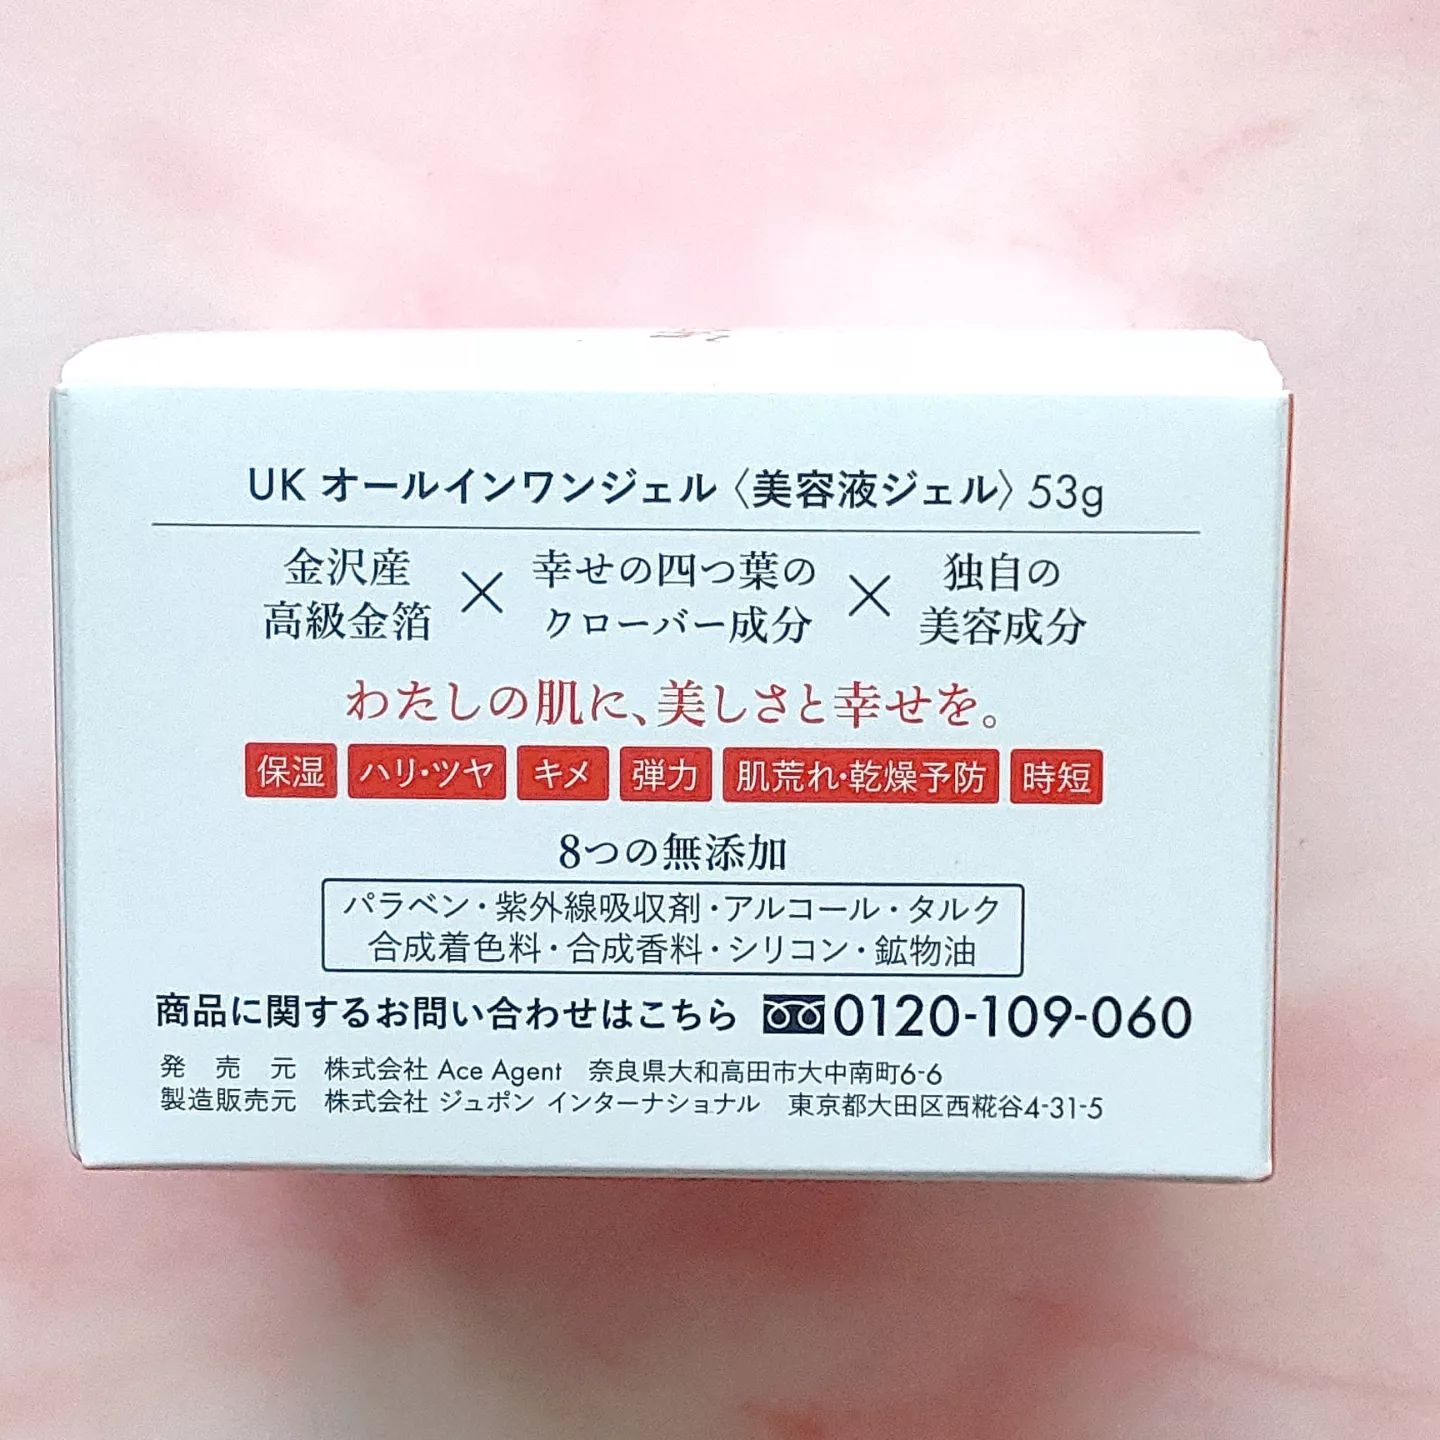 UK オールインワンジェル〈美容液ジェル〉53g
金沢産 高級金箔 × 幸せの四つ葉の クローバー成分 × 独自の 美容成分
わたしの肌に、美しさと幸せを。
保湿 ハリ・ツヤ キメ 弾力 肌荒れ・乾燥予防 時短
8つの無添加
パラベン・紫外線吸収剤・アルコール・タルク
合成着色料・合成香料・シリコン・鉱物油
商品に関するお問い合わせはこちら 0120-109-060
発売元 株式会社 Ace Agent 奈良県大和高田市大中南町6-6
製造販売元 株式会社 ジュポン インターナショナル 東京都大田区西糀谷4-31-5